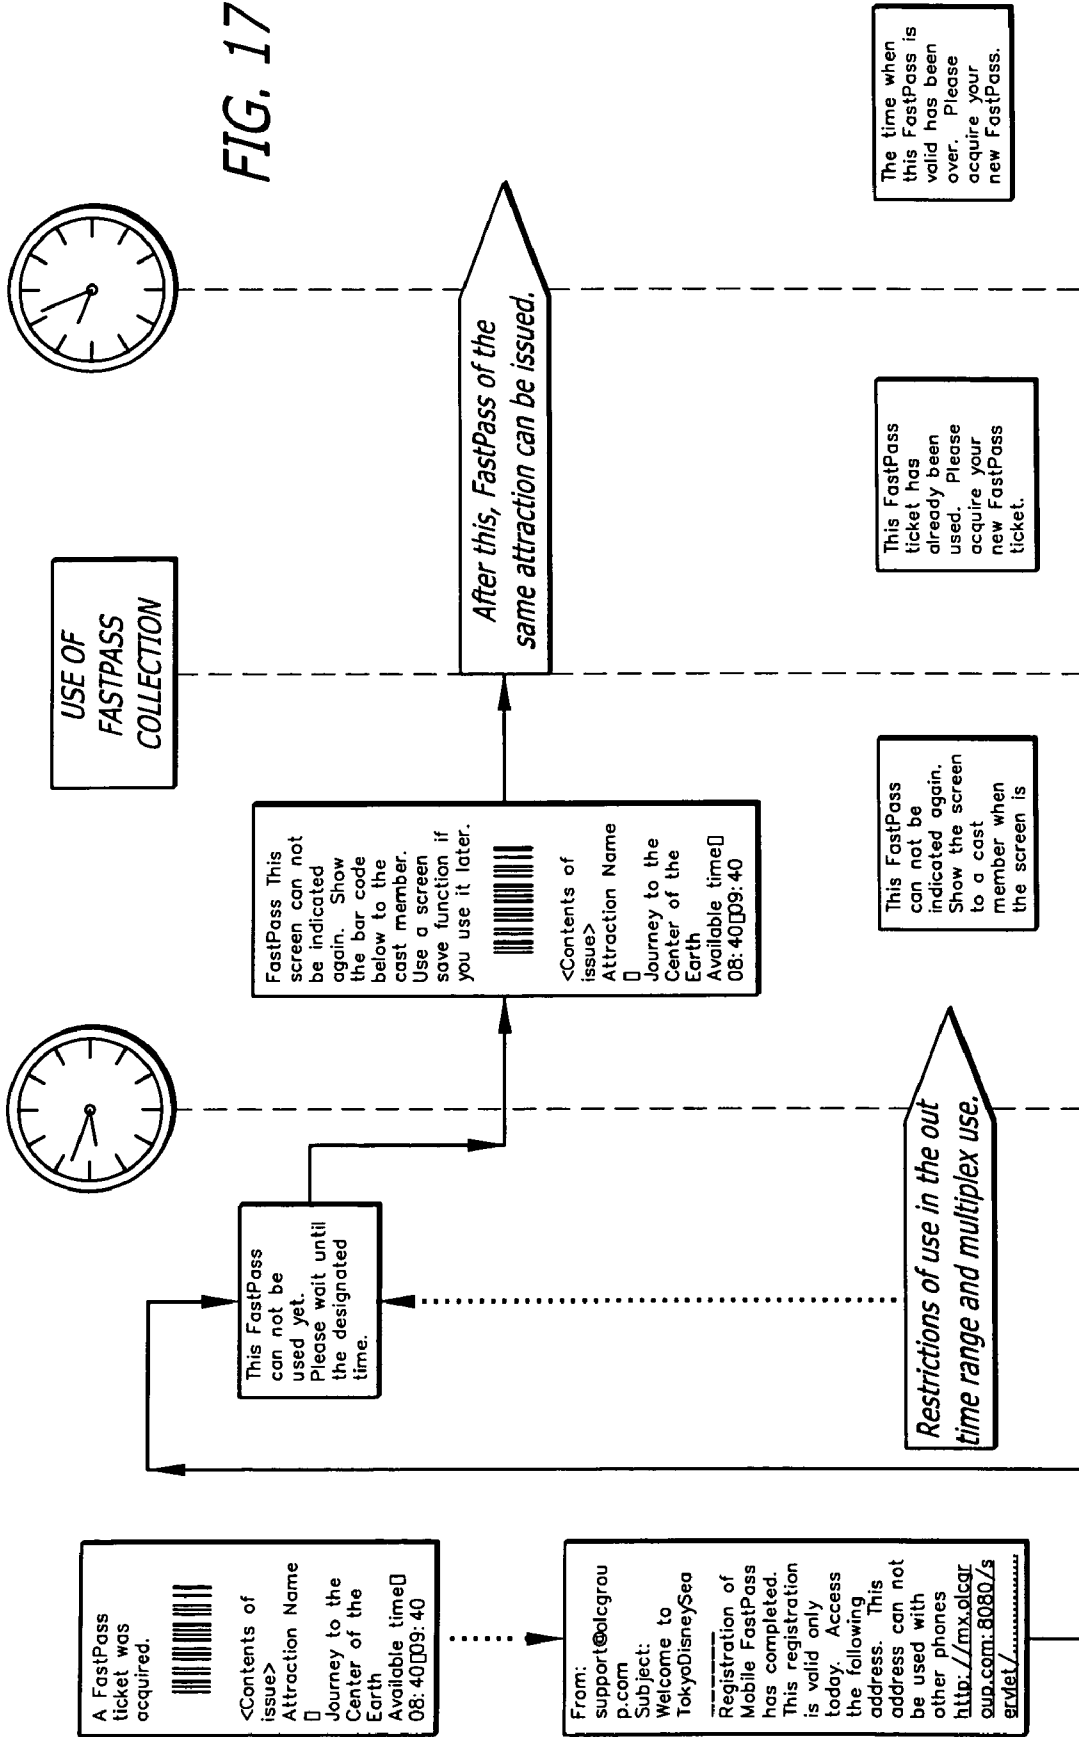 FIG. 17
A FastPass
ticket was
acquired.
<Contents of
issue>
Attraction Name
▯
Journey to the
Center of the
Earth
Available time▯
08:40▯09:40
From:
support@olcgrou
p.com
Subject:
Welcome to
TokyoDisneySea
------
Registration of
Mobile FastPass
has completed.
This registration
is valid only
today. Access
the following
address. This
address can not
be used with
other phones
http://mx.olcgr
oup.com:8080/s
ervlet/................
This FastPass
can not be
used yet.
Please wait until
the designated
time.
Restrictions of use in the out
time range and multiplex use.
FastPass This
screen can not
be indicated
again. Show
the bar code
below to the
cast member.
Use a screen
save function if
you use it later.
<Contents of
issue>
Attraction Name
▯
Journey to the
Center of the
Earth
Available time▯
08:40▯09:40
This FastPass
can not be
indicated again.
Show the screen
to a cast
member when
the screen is
USE OF
FASTPASS
COLLECTION
After this, FastPass of the
same attraction can be issued.
This FastPass
ticket has
already been
used. Please
acquire your
new FastPass
ticket.
The time when
this FastPass is
valid has been
over. Please
acquire your
new FastPass.